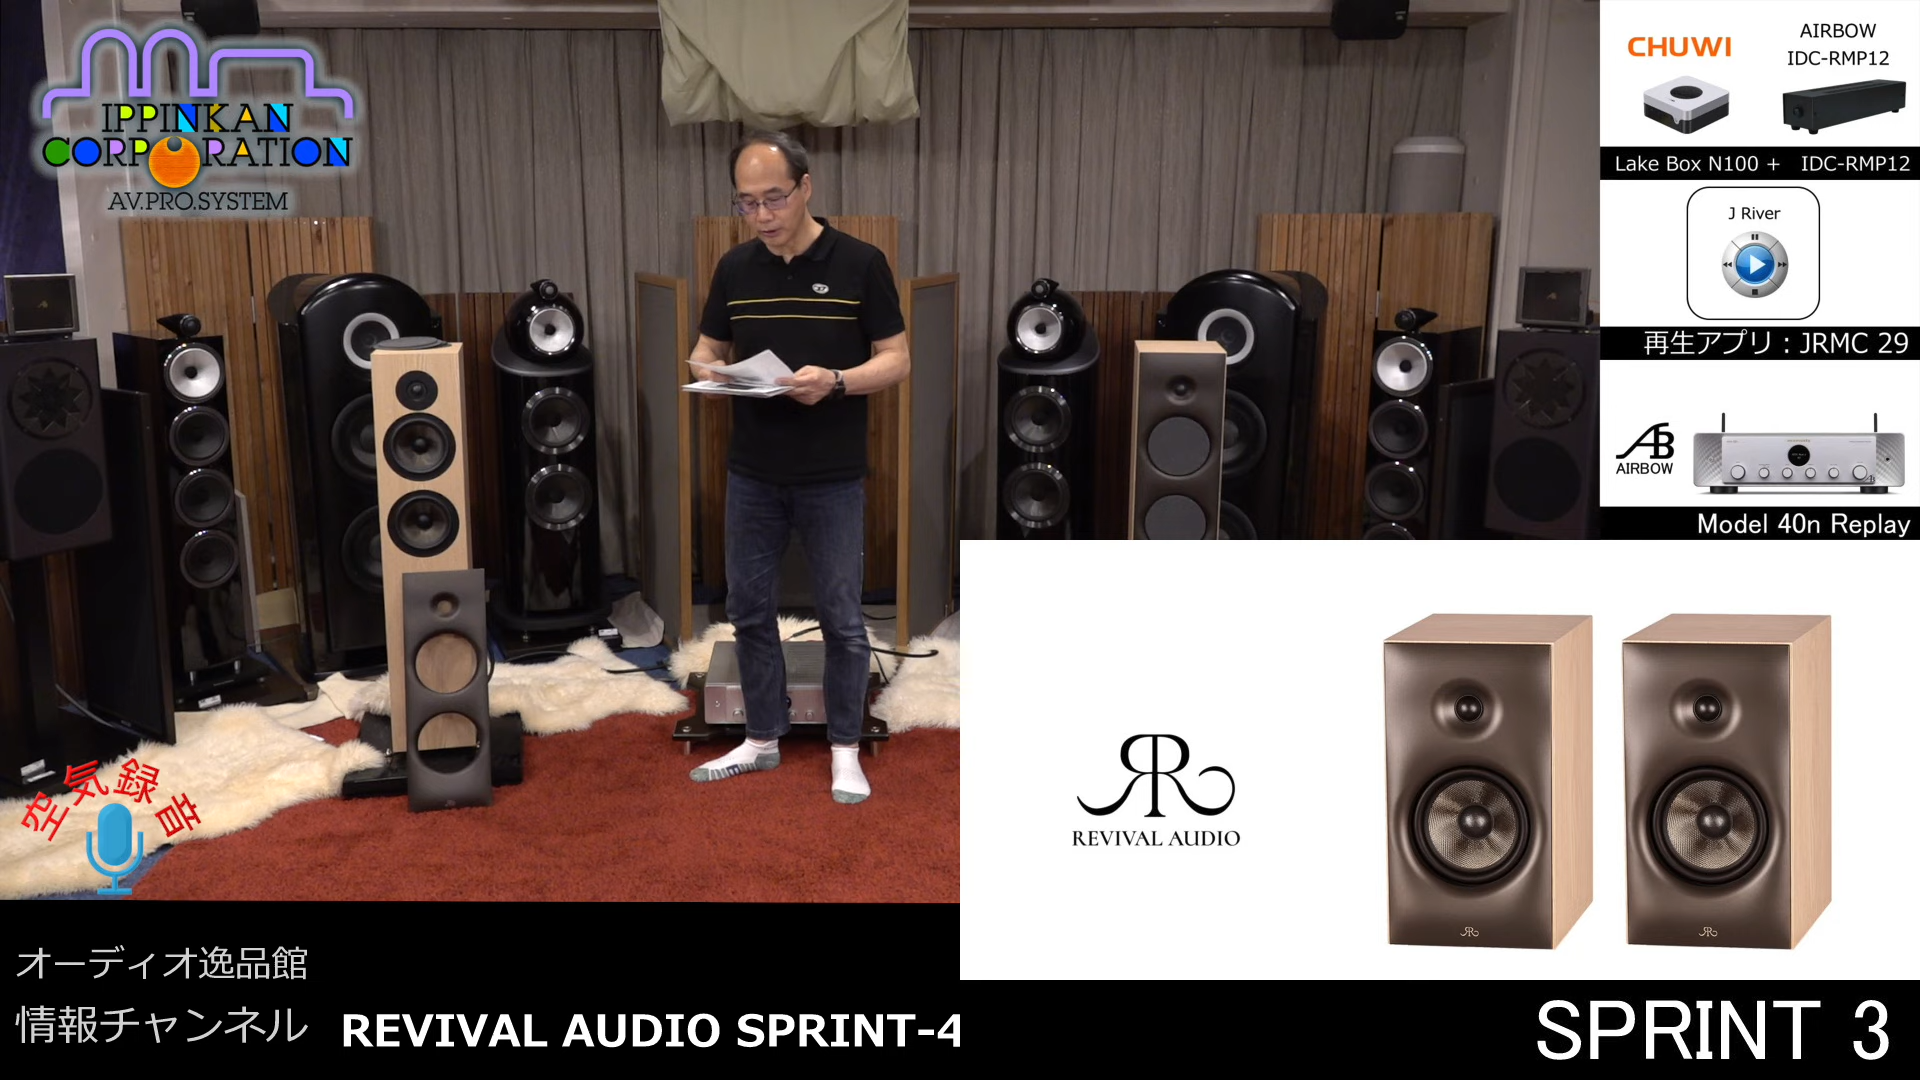 IPPINKAN
CORPORATION
AV.PRO.SYSTEM
CHUWI
AIRBOW
IDC-RMP12
Lake Box N100 + IDC-RMP12
J River
再生アプリ：JRMC 29
AB
AIRBOW
Model 40n Replay
空気録音
REVIVAL AUDIO
オーディオ逸品館
情報チャンネル
REVIVAL AUDIO SPRINT-4
SPRINT 3